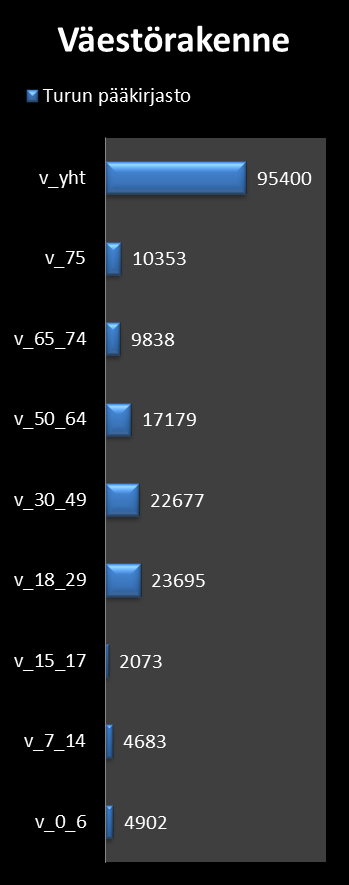 Väestörakenne
Turun pääkirjasto
v_yht 95400
v_75 10353
v_65_74 9838
v_50_64 17179
v_30_49 22677
v_18_29 23695
v_15_17 2073
v_7_14 4683
v_0_6 4902